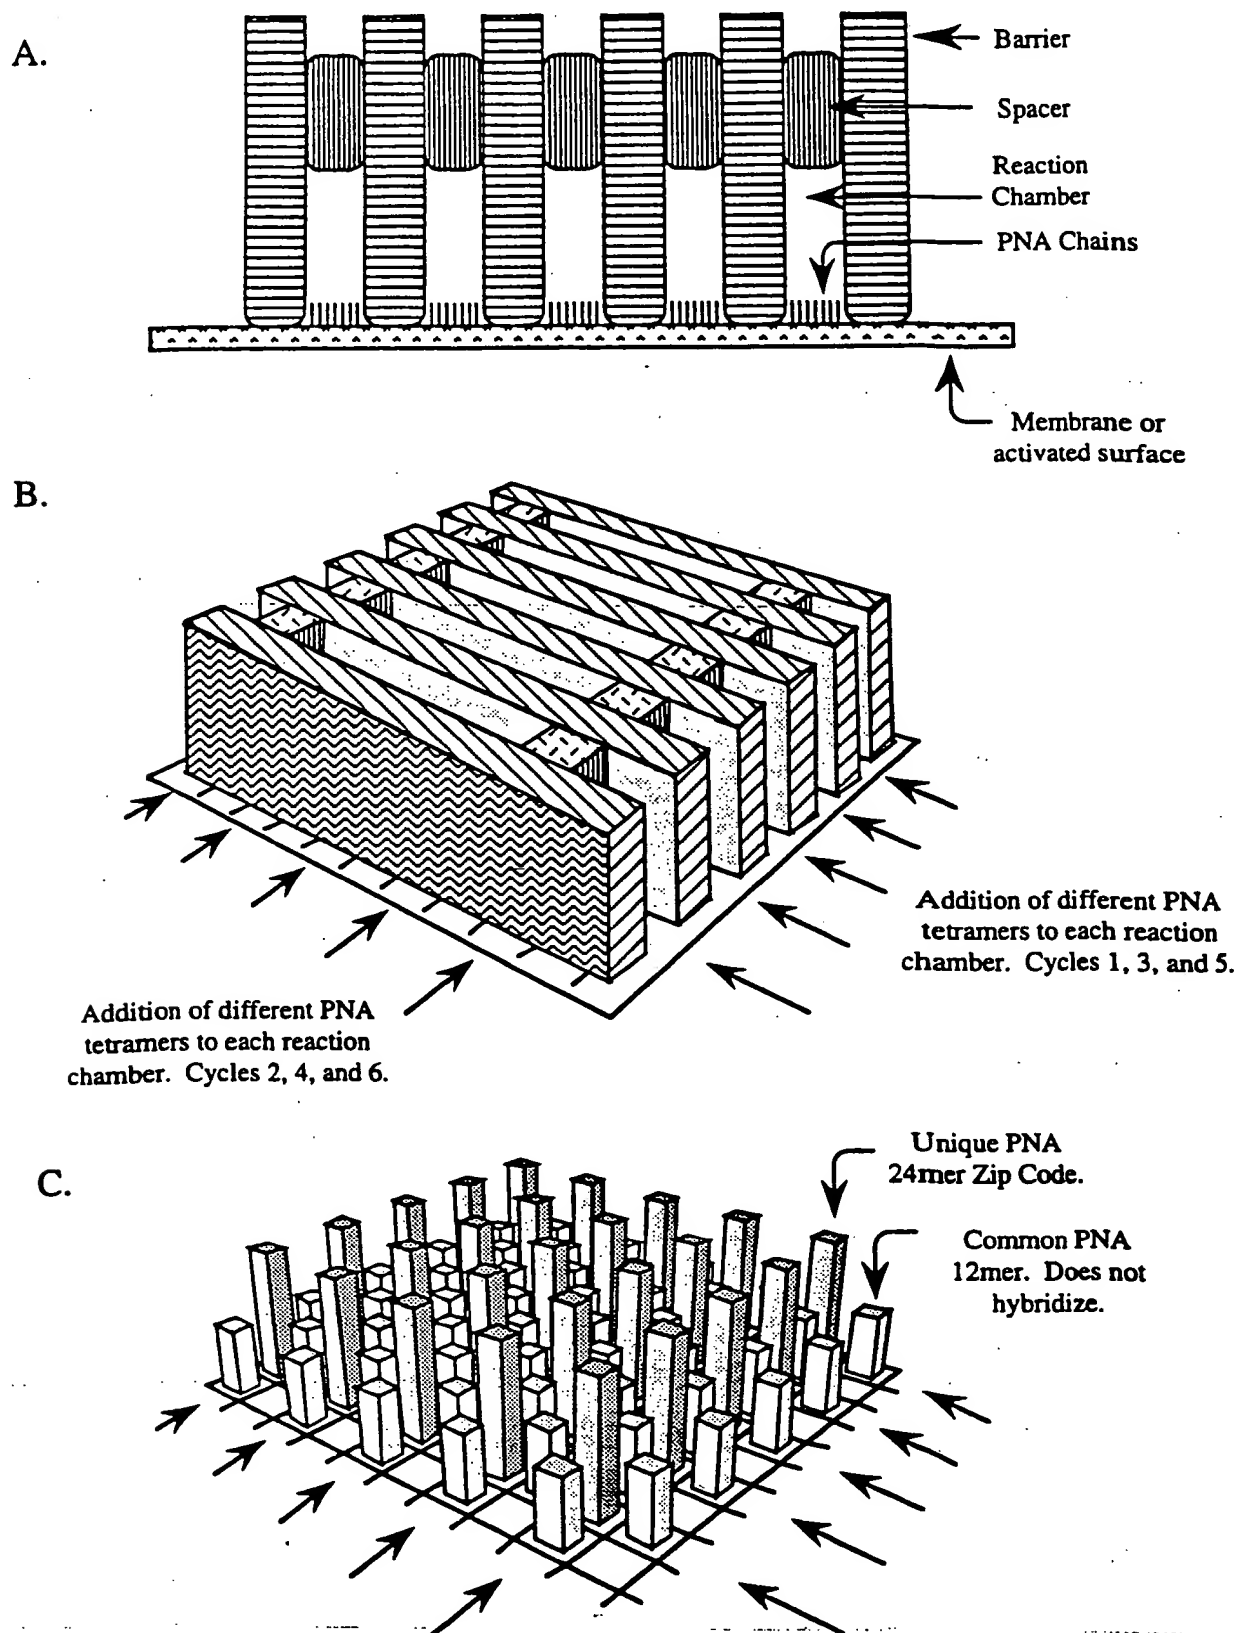 A.
Barrier
Spacer
Reaction
Chamber
PNA Chains
Membrane or
activated surface
B.
Addition of different PNA
tetramers to each reaction
chamber. Cycles 1, 3, and 5.
Addition of different PNA
tetramers to each reaction
chamber. Cycles 2, 4, and 6.
C.
Unique PNA
24mer Zip Code.
Common PNA
12mer. Does not
hybridize.